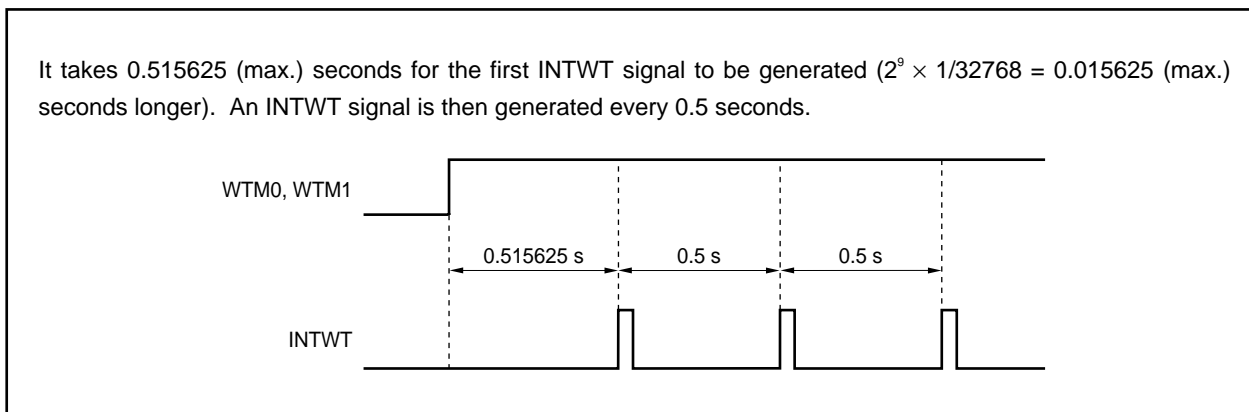 It takes 0.515625 (max.) seconds for the first INTWT signal to be generated (2⁹ × 1/32768 = 0.015625 (max.)
seconds longer). An INTWT signal is then generated every 0.5 seconds.
WTM0, WTM1
0.515625 s
0.5 s
0.5 s
INTWT